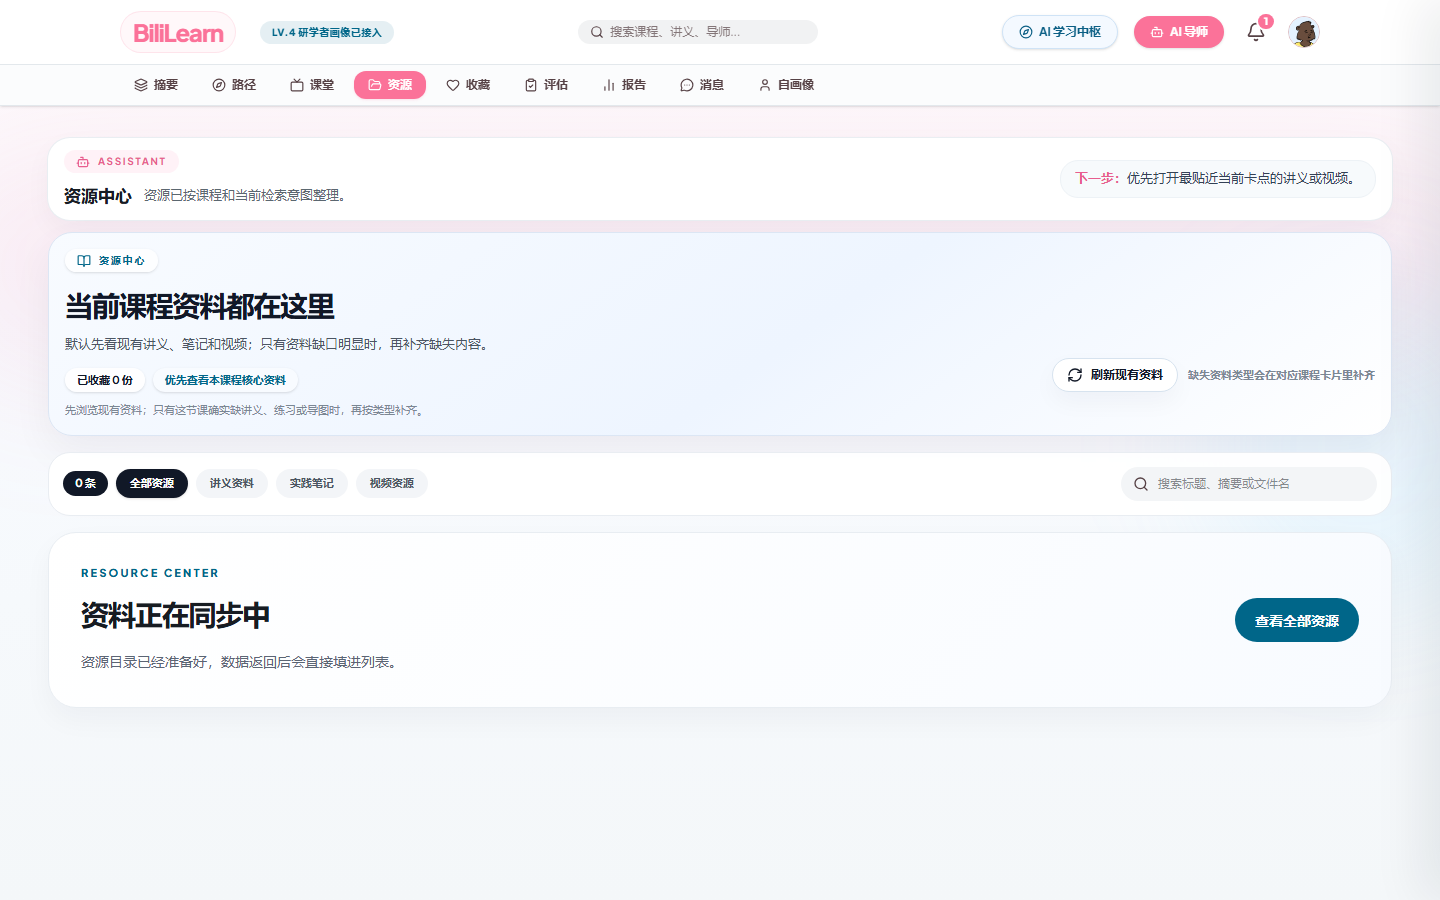 BiliLearn
LV.4 研学者画像已接入
搜索课程、讲义、导师...
AI 学习中枢
AI 导师
1
摘要
路径
课堂
资源
收藏
评估
报告
消息
自画像
ASSISTANT
资源中心 资源已按课程和当前检索意图整理。
下一步：优先打开最贴近当前卡点的讲义或视频。
资源中心
当前课程资料都在这里
默认先看现有讲义、笔记和视频；只有资料缺口明显时，再补齐缺失内容。
已收藏 0 份
优先查看本课程核心资料
先浏览现有资料；只有这节课确实缺讲义、练习或导图时，再按类型补齐。
刷新现有资料
缺失资料类型会在对应课程卡片里补齐
0 条
全部资源
讲义资料
实践笔记
视频资源
搜索标题、摘要或文件名
RESOURCE CENTER
资料正在同步中
资源目录已经准备好，数据返回后会直接填进列表。
查看全部资源